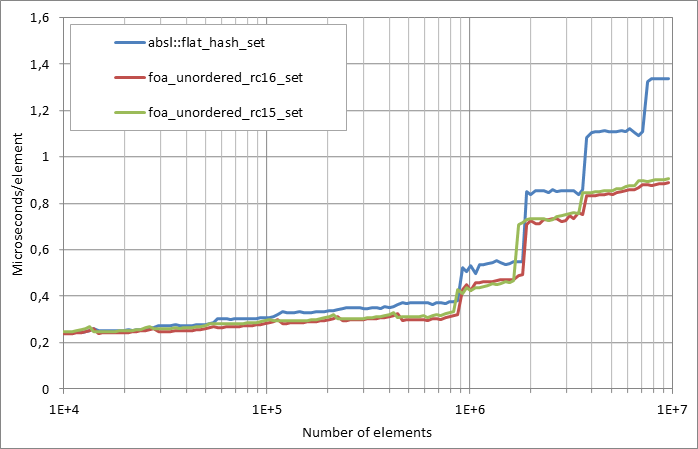 1,6
1,4
1,2
1
0,8
0,6
0,4
0,2
0
Microseconds/element
absl::flat_hash_set
foa_unordered_rc16_set
foa_unordered_rc15_set
1E+4 1E+5 1E+6 1E+7
Number of elements